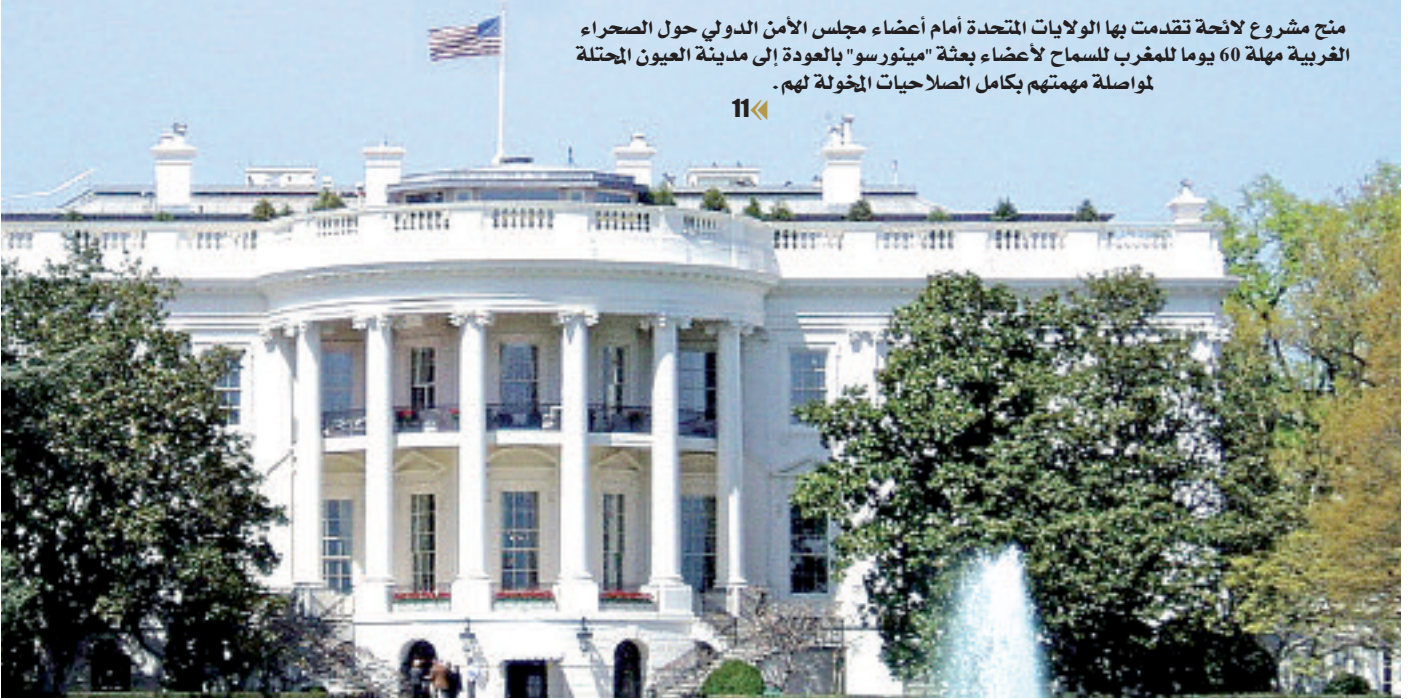 منح مشروع لائحة تقدمت بها الولايات المتحدة أمام أعضاء مجلس الأمن الدولي حول الصحراء
الغربية مهلة 60 يوما للمغرب للسماح لأعضاء بعثة "مينورسو" بالعودة إلى مدينة العيون المحتلة
لمواصلة مهمتهم بكامل الصلاحيات المخولة لهم.
11